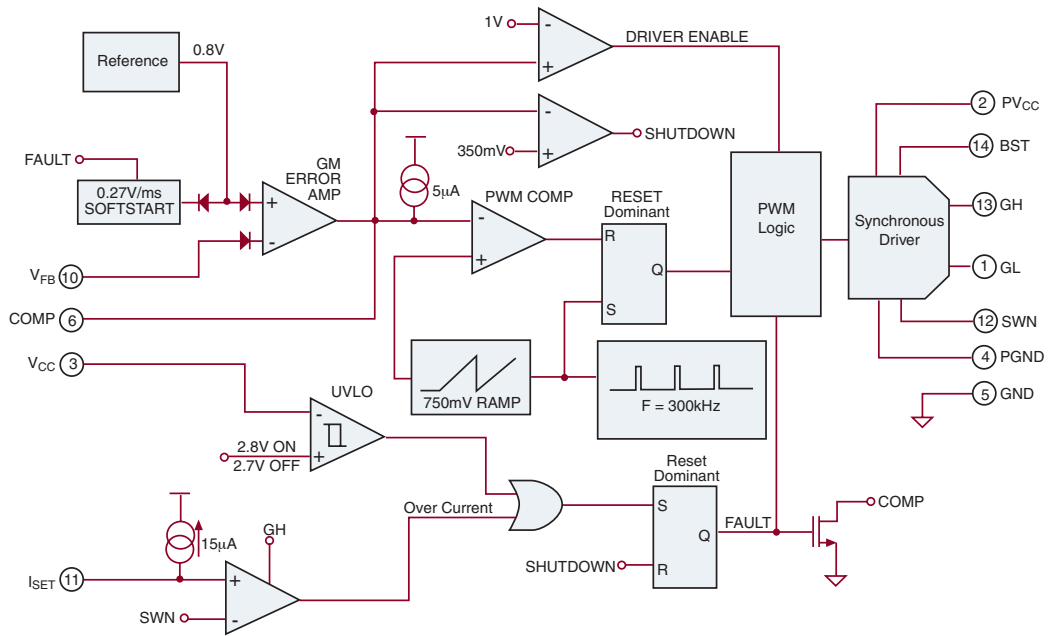 1V
-
+
DRIVER ENABLE
Reference
0.8V
-
+
SHUTDOWN
350mV
2 PVCC
14 BST
13 GH
1 GL
12 SWN
4 PGND
5 GND
FAULT
0.27V/ms
SOFTSTART
GM
ERROR
AMP
+
-
5µA
PWM COMP
-
+
RESET
Dominant
R
Q
S
PWM
Logic
Synchronous
Driver
VFB 10
COMP 6
VCC 3
750mV RAMP
F = 300kHz
UVLO
-
+
2.8V ON
2.7V OFF
Reset
Dominant
S
Q
R
Over Current
FAULT
COMP
SHUTDOWN
15µA
GH
ISET 11
+
-
SWN